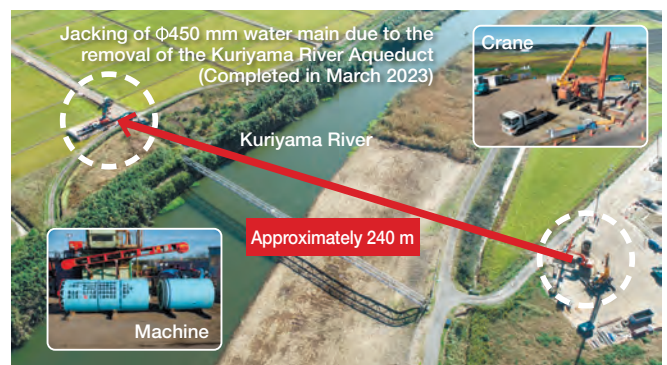 Jacking of Φ450 mm water main due to the
removal of the Kuriyama River Aqueduct
(Completed in March 2023)
Crane
Kuriyama River
Approximately 240 m
Machine